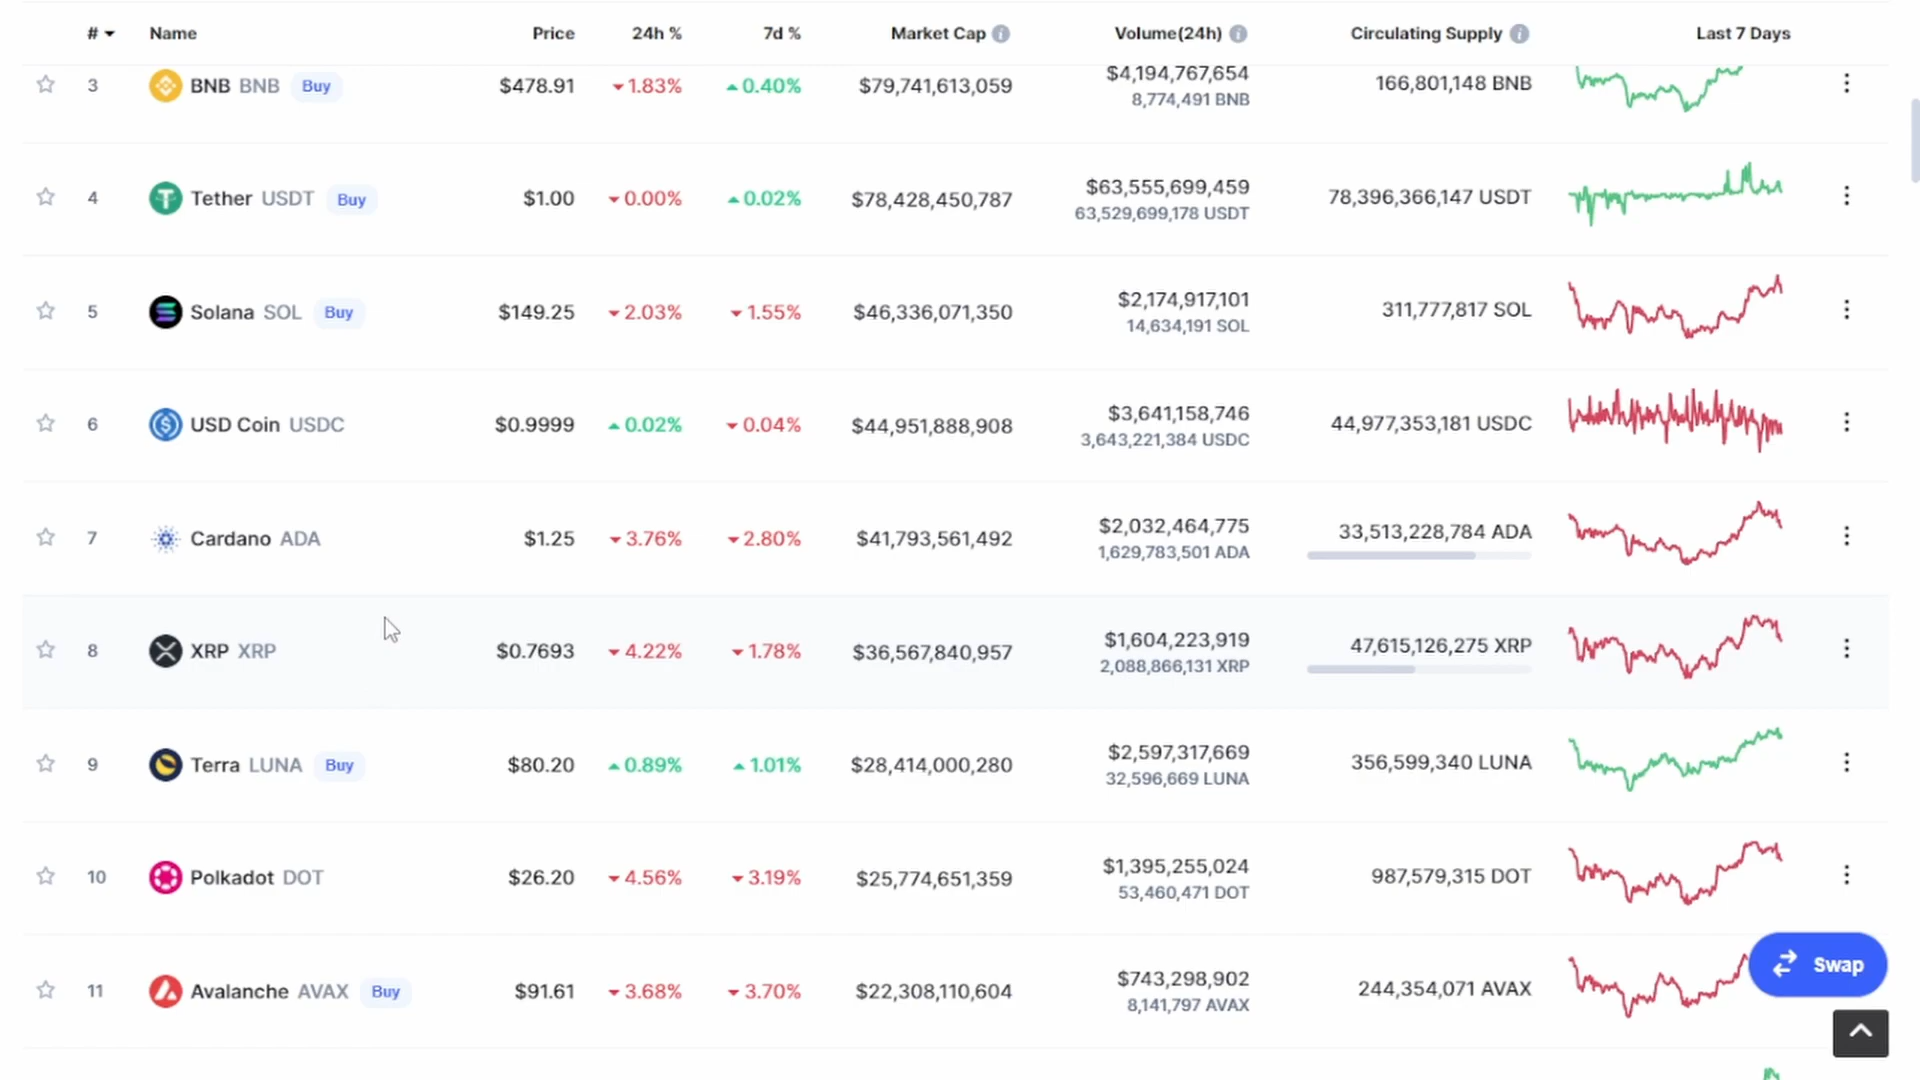 # Name Price 24h % 7d % Market Cap Volume(24h) Circulating Supply Last 7 Days
3 BNB BNB Buy $478.91 1.83% 0.40% $79,741,613,059 $4,194,767,654 166,801,148 BNB
8,774,491 BNB
4 Tether USDT Buy $1.00 0.00% 0.02% $78,428,450,787 $63,555,699,459 78,396,366,147 USDT
63,529,699,178 USDT
5 Solana SOL Buy $149.25 2.03% 1.55% $46,336,071,350 $2,174,917,101 311,777,817 SOL
14,634,191 SOL
6 USD Coin USDC $0.9999 0.02% 0.04% $44,951,888,908 $3,641,158,746 44,977,353,181 USDC
3,643,221,384 USDC
7 Cardano ADA $1.25 3.76% 2.80% $41,793,561,492 $2,032,464,775 33,513,228,784 ADA
1,629,783,501 ADA
8 XRP XRP $0.7693 4.22% 1.78% $36,567,840,957 $1,604,223,919 47,615,126,275 XRP
2,088,866,131 XRP
9 Terra LUNA Buy $80.20 0.89% 1.01% $28,414,000,280 $2,597,317,669 356,599,340 LUNA
32,596,669 LUNA
10 Polkadot DOT $26.20 4.56% 3.19% $25,774,651,359 $1,395,255,024 987,579,315 DOT
53,460,471 DOT
11 Avalanche AVAX Buy $91.61 3.68% 3.70% $22,308,110,604 $743,298,902 244,354,071 AVAX
8,141,797 AVAX
Swap